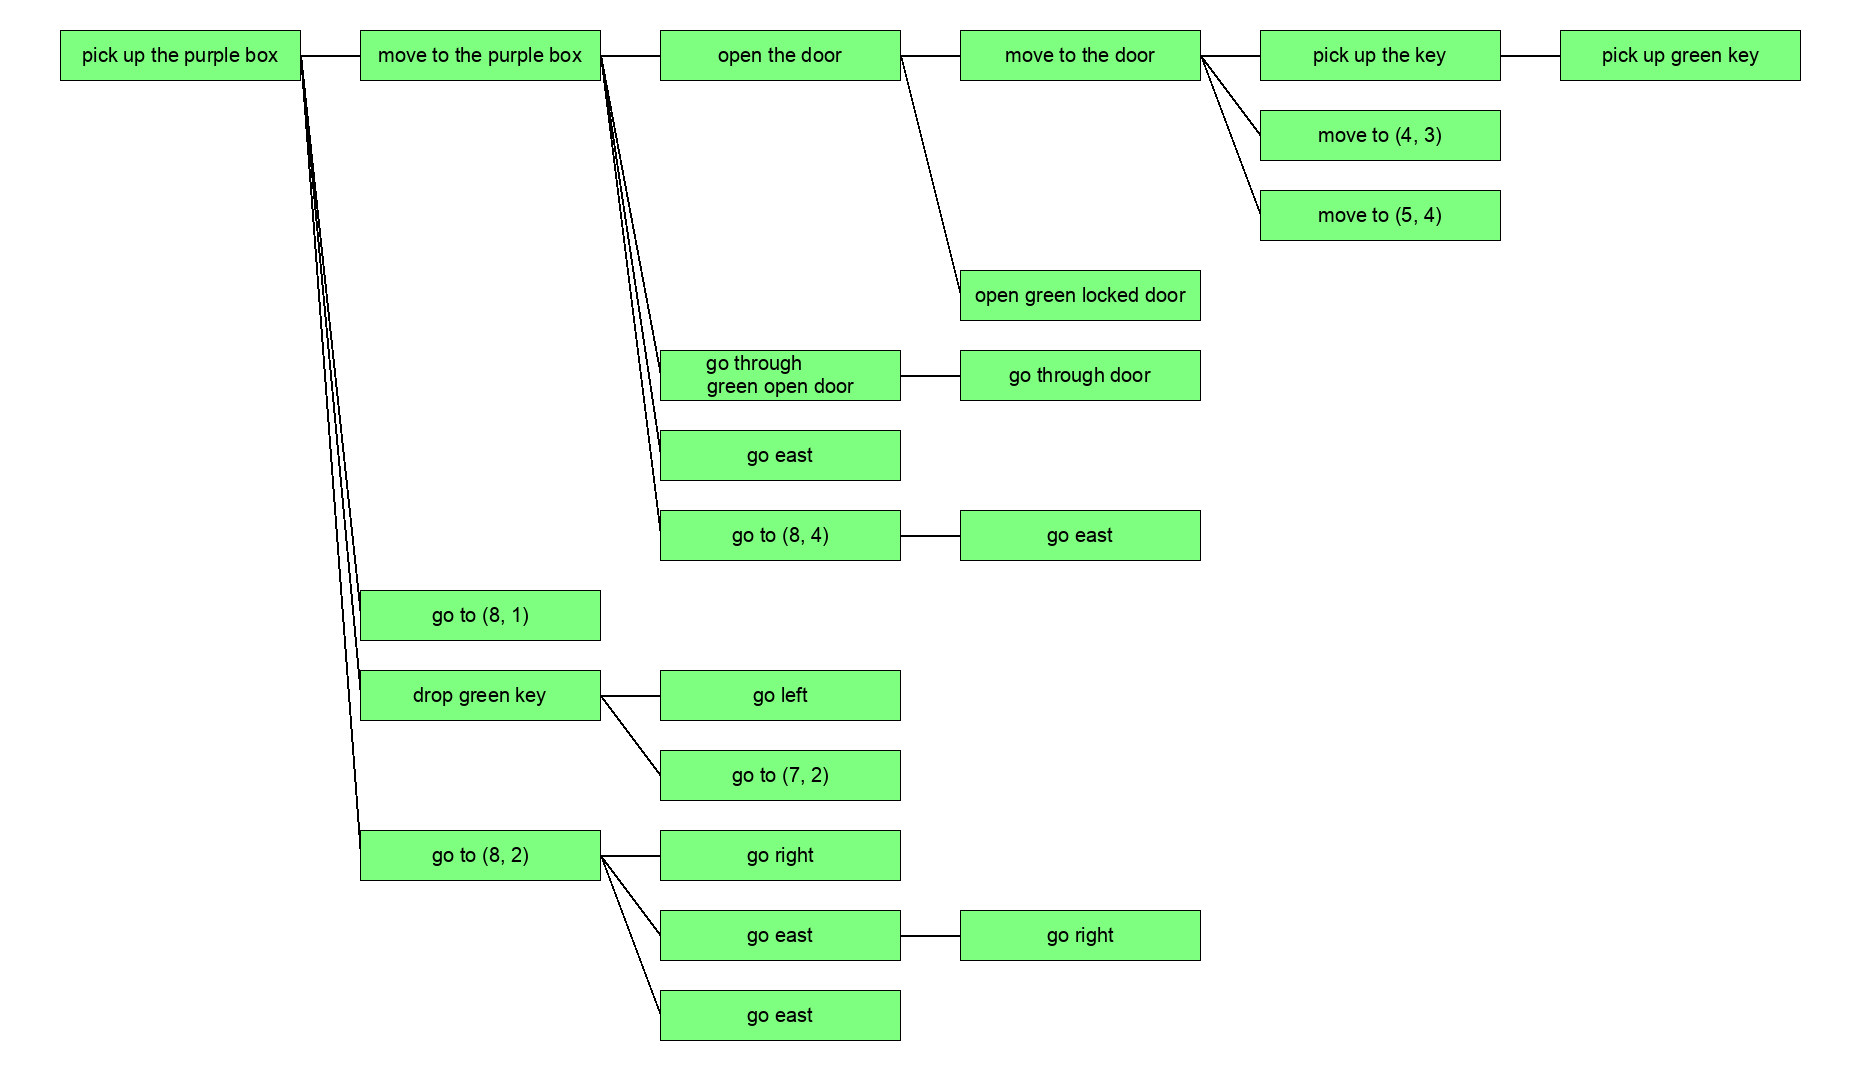 pick up the purple box
move to the purple box
open the door
move to the door
pick up the key
pick up green key
move to (4, 3)
move to (5, 4)
open green locked door
go through
green open door
go through door
go east
go to (8, 4)
go east
go to (8, 1)
drop green key
go left
go to (7, 2)
go to (8, 2)
go right
go east
go right
go east